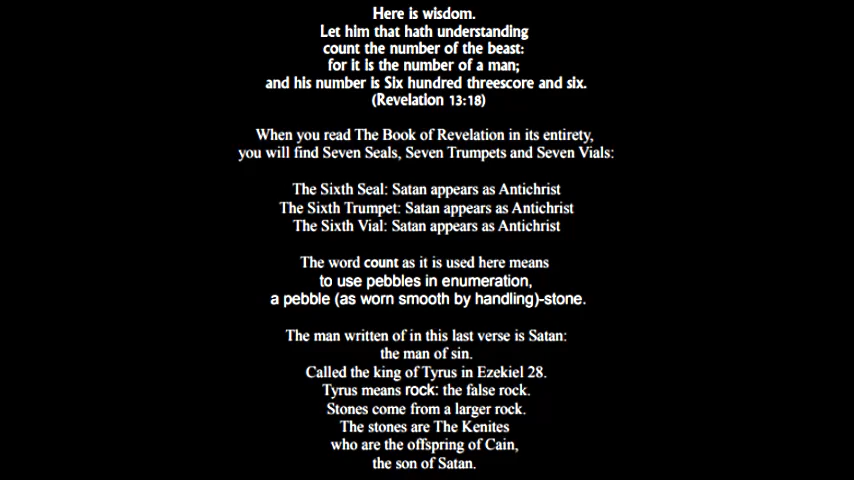 Here is wisdom.
Let him that hath understanding
count the number of the beast:
for it is the number of a man;
and his number is Six hundred threescore and six.
(Revelation 13:18)
When you read The Book of Revelation in its entirety,
you will find Seven Seals, Seven Trumpets and Seven Vials:
The Sixth Seal: Satan appears as Antichrist
The Sixth Trumpet: Satan appears as Antichrist
The Sixth Vial: Satan appears as Antichrist
The word count as it is used here means
to use pebbles in enumeration,
a pebble (as worn smooth by handling)-stone.
The man written of in this last verse is Satan:
the man of sin.
Called the king of Tyrus in Ezekiel 28.
Tyrus means rock: the false rock.
Stones come from a larger rock.
The stones are The Kenites
who are the offspring of Cain,
the son of Satan.